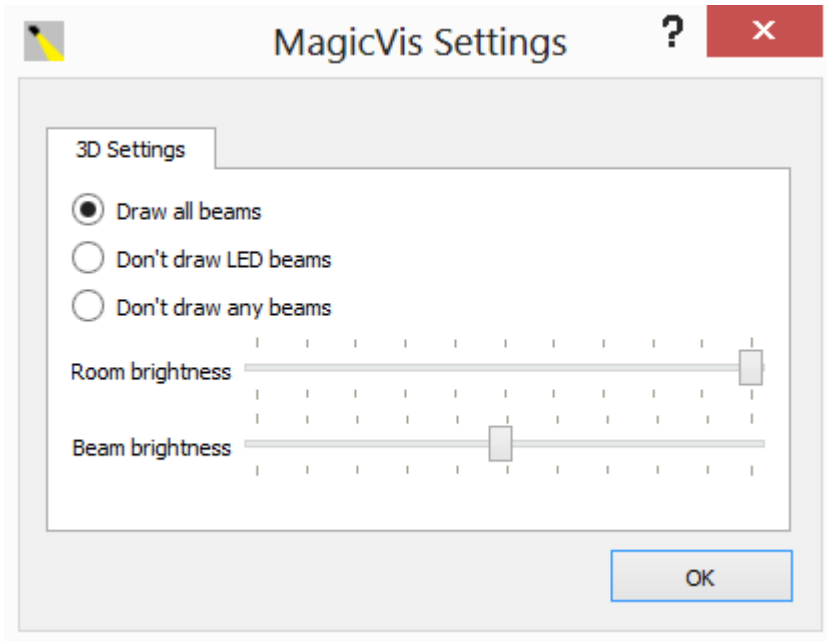 MagicVis Settings ?
3D Settings
Draw all beams
Don't draw LED beams
Don't draw any beams
Room brightness
Beam brightness
OK